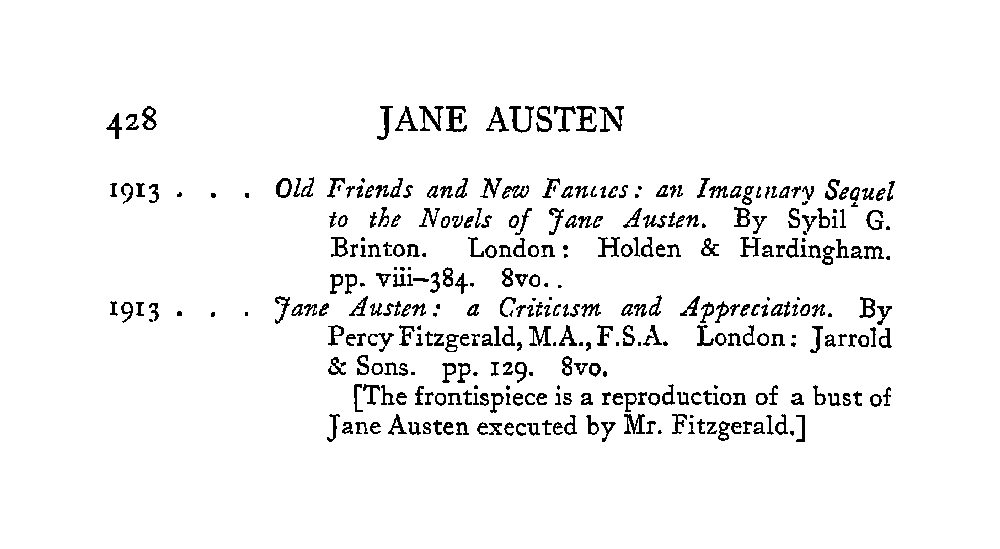 428 JANE AUSTEN
1913 . . . Old Friends and New Fancies: an Imaginary Sequel
to the Novels of Jane Austen. By Sybil G.
Brinton. London: Holden & Hardingham.
pp. viii–384. 8vo. .
1913 . . . Jane Austen: a Criticism and Appreciation. By
Percy Fitzgerald, M.A., F.S.A. London: Jarrold
& Sons. pp. 129. 8vo.
[The frontispiece is a reproduction of a bust of
Jane Austen executed by Mr. Fitzgerald.]